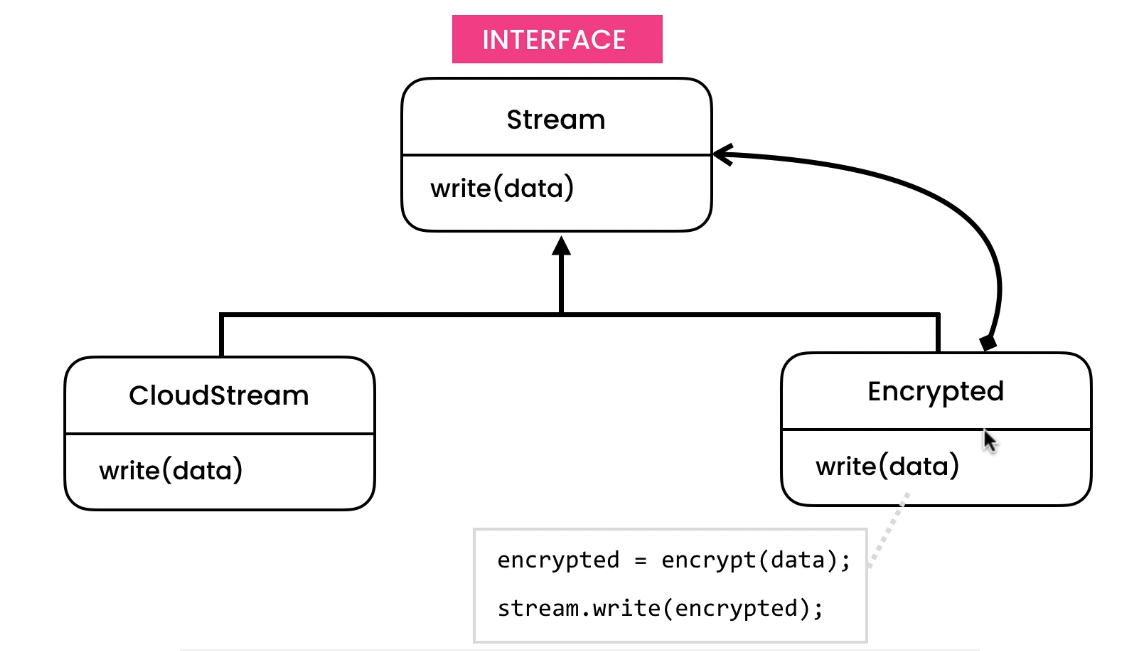 INTERFACE
Stream
write(data)
CloudStream
write(data)
Encrypted
write(data)
encrypted = encrypt(data);
stream.write(encrypted);